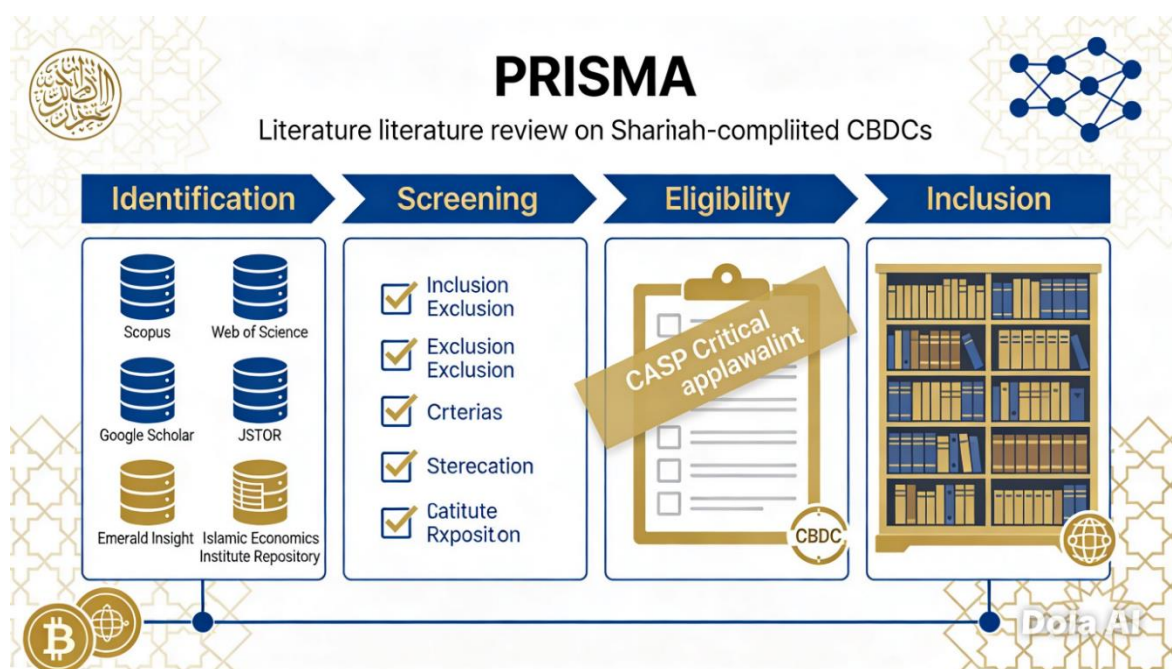 PRISMA
Literature literature review on Shariah-compliited CBDCs
Identification
Screening
Eligibility
Inclusion
Scopus
Web of Science
Google Scholar
JSTOR
Emerald Insight
Islamic Economics
Institute Repository
Inclusion
Exclusion
Exclusion
Exclusion
Crterias
Sterecation
Catitute
Rxpositon
CASP Critical
applawalint
CBDC
B
Dola AI